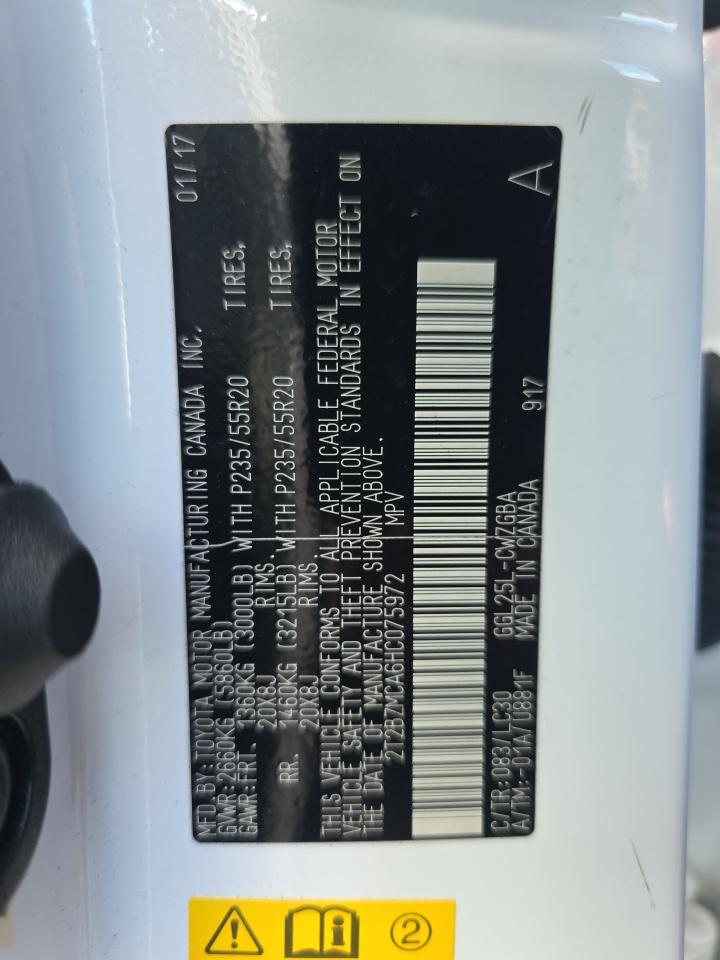 MFD. BY: TOYOTA MOTOR MANUFACTURING CANADA INC. 01/17
GVWR: 2660KG (5860LB)
GAWR: FRT. 1360KG (3000LB) WITH P235/55R20 TIRES,
20X8J RIMS.
RR. 1460KG (3215LB) WITH P235/55R20 TIRES,
20X8J RIMS.
THIS VEHICLE CONFORMS TO ALL APPLICABLE FEDERAL MOTOR
VEHICLE SAFETY AND THEFT PREVENTION STANDARDS IN EFFECT ON
THE DATE OF MANUFACTURE SHOWN ABOVE.
2T2BZMCA6HC075972 MPV
C/TR:083/LC30 GGL25L-CWZGBA 917 A
A/TM:-01A/U881F MADE IN CANADA
2